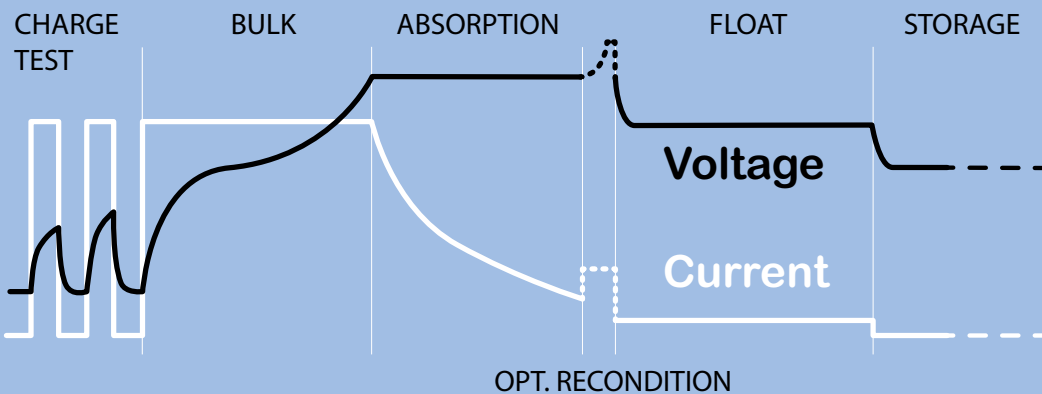 CHARGE TEST
BULK
ABSORPTION
FLOAT
STORAGE
Voltage
Current
OPT. RECONDITION